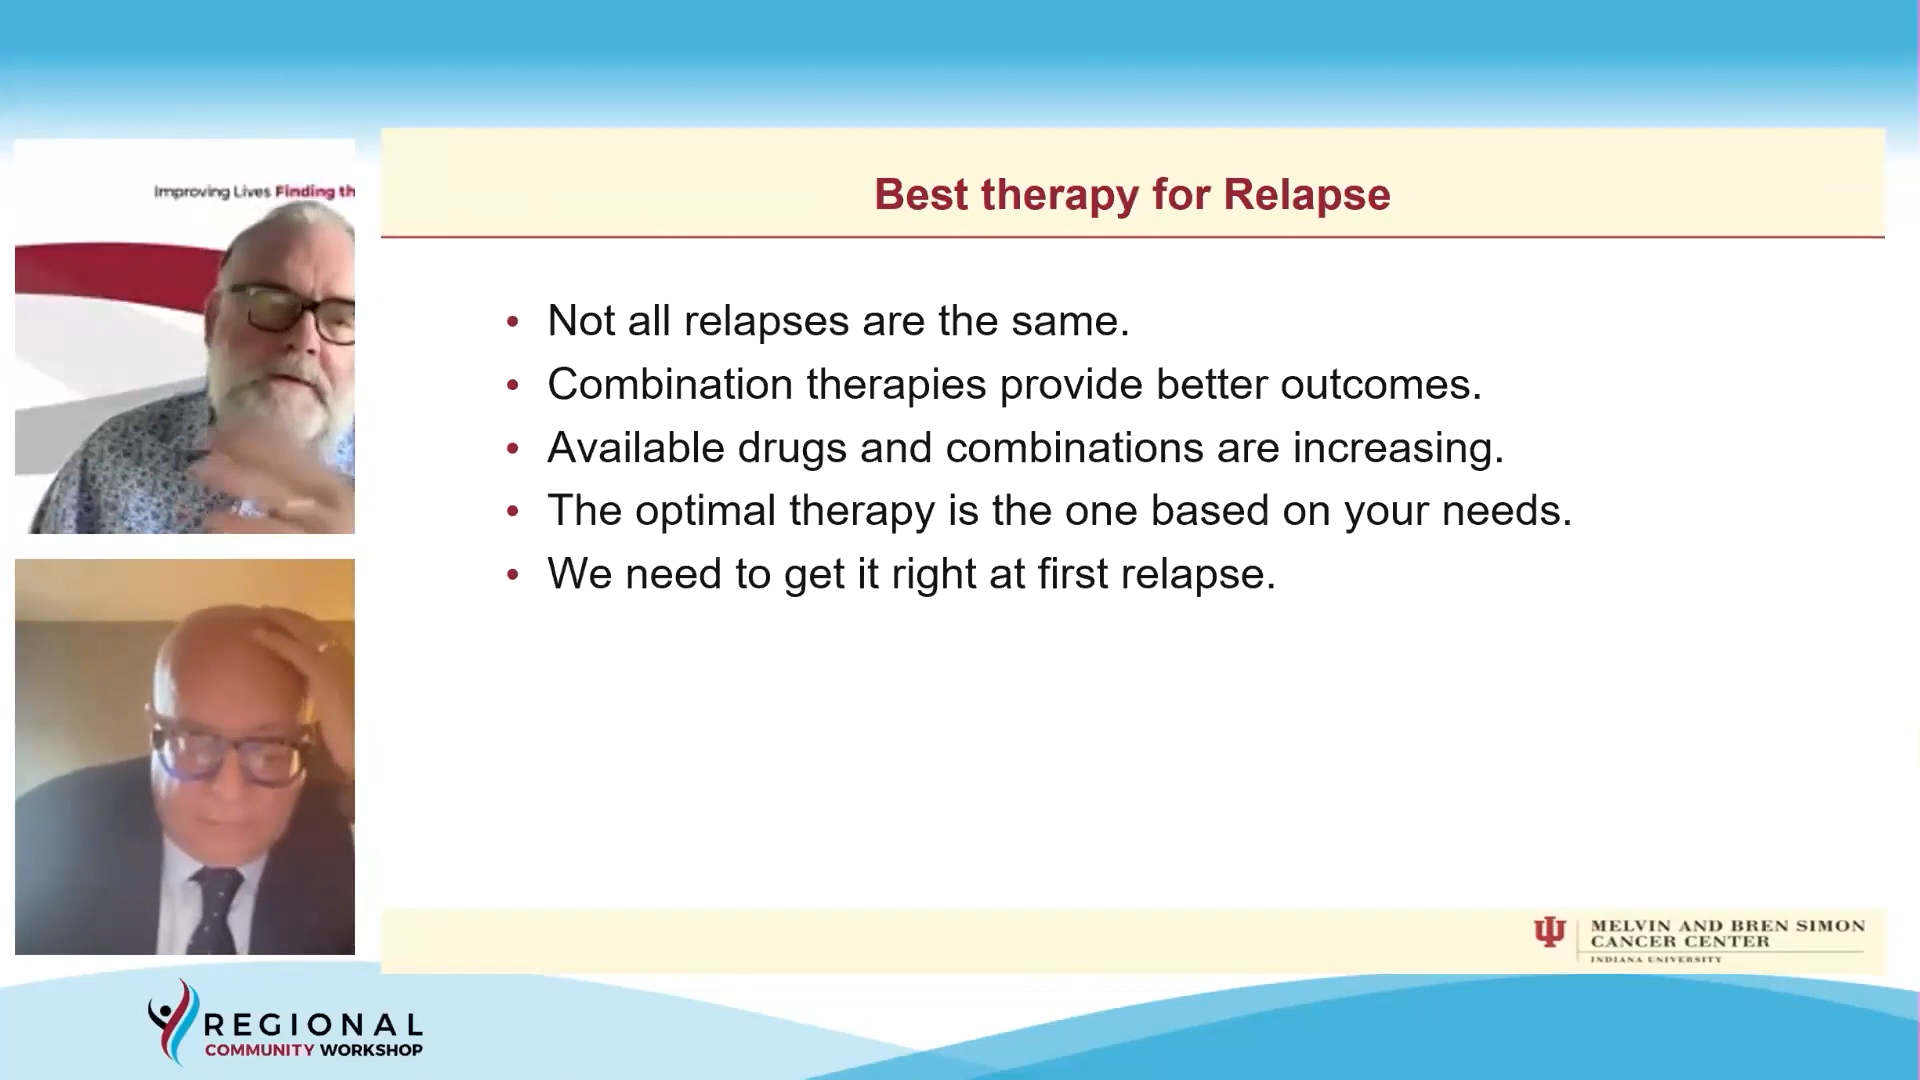 Improving Lives Finding th
Best therapy for Relapse
• Not all relapses are the same.
• Combination therapies provide better outcomes.
• Available drugs and combinations are increasing.
• The optimal therapy is the one based on your needs.
• We need to get it right at first relapse.
MELVIN AND BREN SIMON
CANCER CENTER
INDIANA UNIVERSITY
REGIONAL
COMMUNITY WORKSHOP